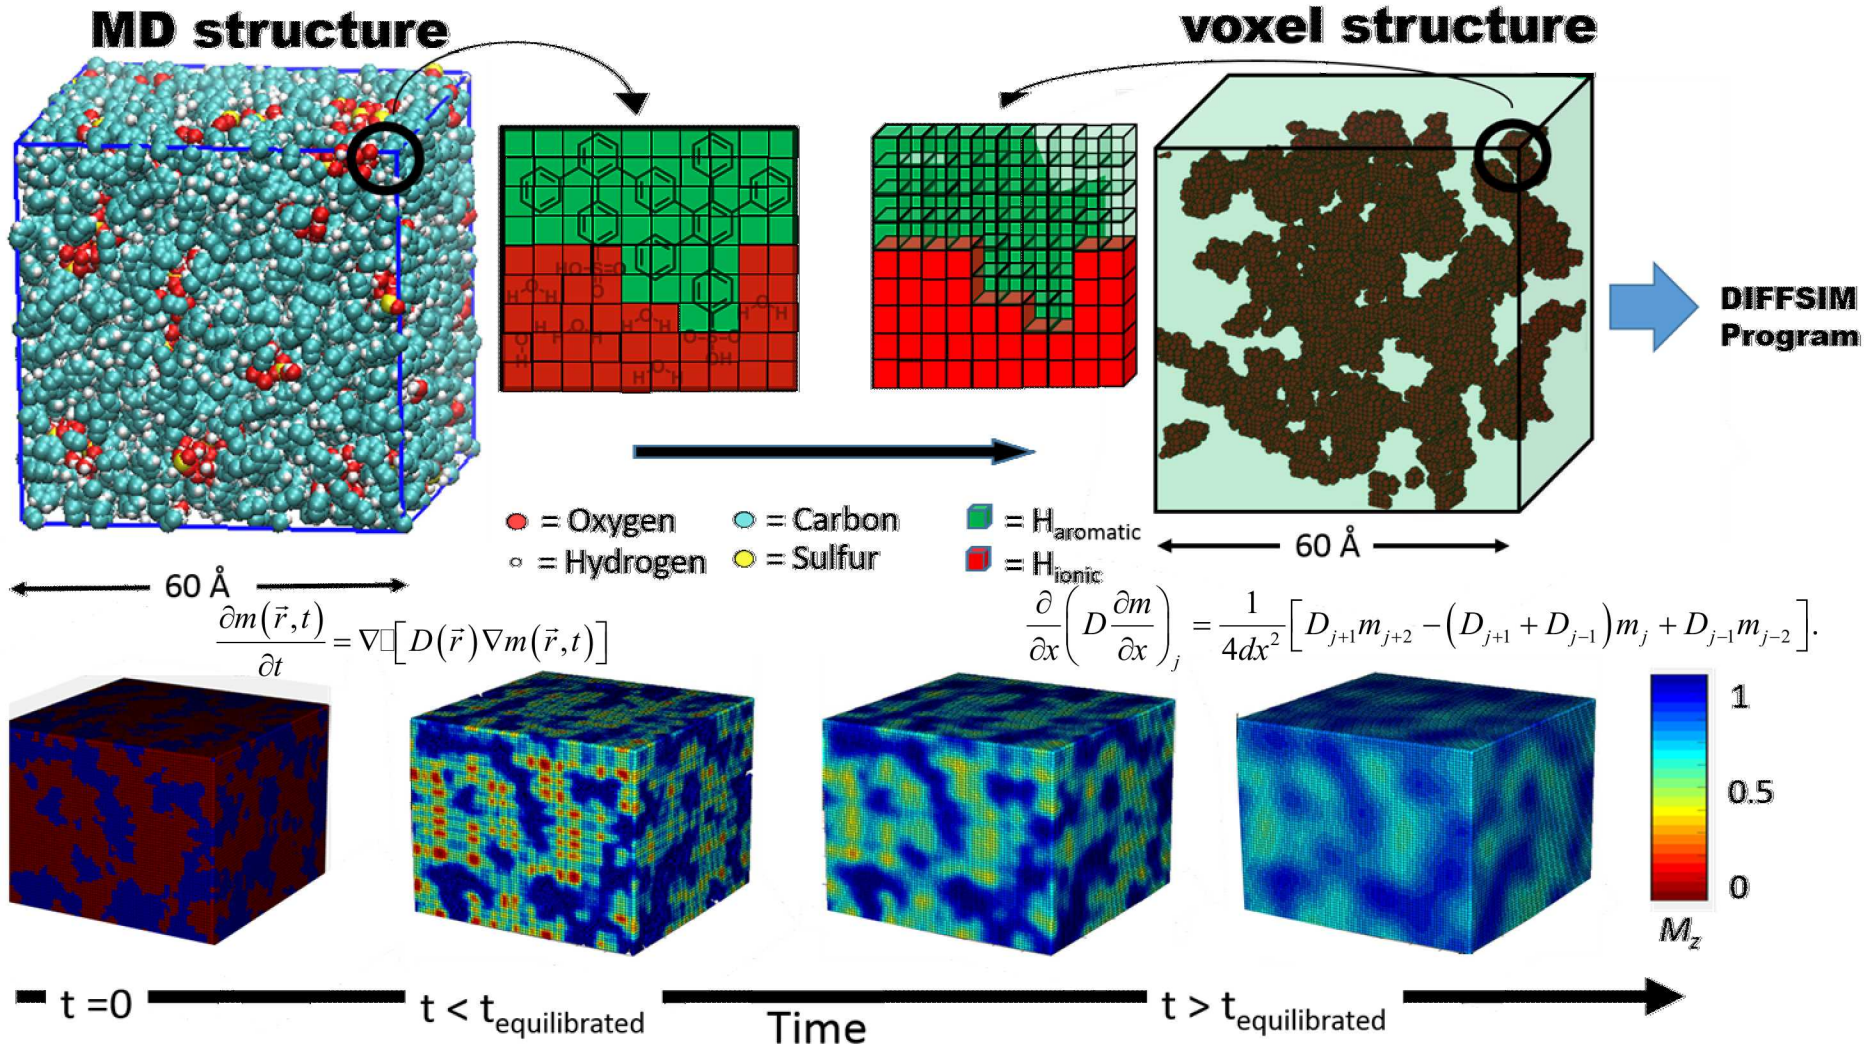 MD structure
voxel structure
HO-S=O
O
H O H
H O H
H O H
H O H
O
H
O-S-O
OH
H O H
DIFFSIM
Program
= Oxygen
= Carbon
= H_aromatic
= Hydrogen
= Sulfur
= H_ionic
60 Å
60 Å
∂m(r⃗,t)/∂t = ∇□[D(r⃗)∇m(r⃗,t)]
∂/∂x(D ∂m/∂x)_j = 1/4dx² [D_{j+1}m_{j+2} − (D_{j+1} + D_{j−1})m_j + D_{j−1}m_{j−2}].
1
0.5
0
M_z
t =0
t < t_equilibrated
Time
t > t_equilibrated